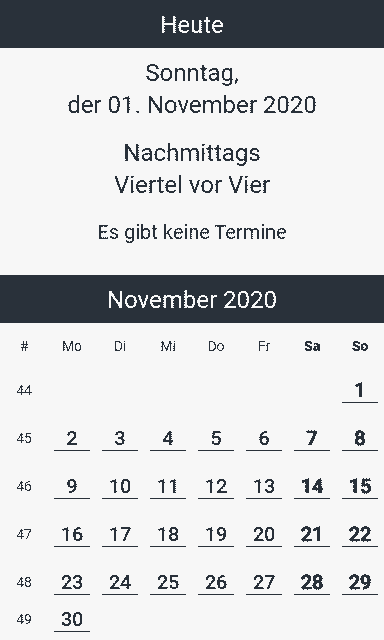 Heute
Sonntag,
der 01. November 2020
Nachmittags
Viertel vor Vier
Es gibt keine Termine
November 2020
# Mo Di Mi Do Fr Sa So
44 1
45 2 3 4 5 6 7 8
46 9 10 11 12 13 14 15
47 16 17 18 19 20 21 22
48 23 24 25 26 27 28 29
49 30